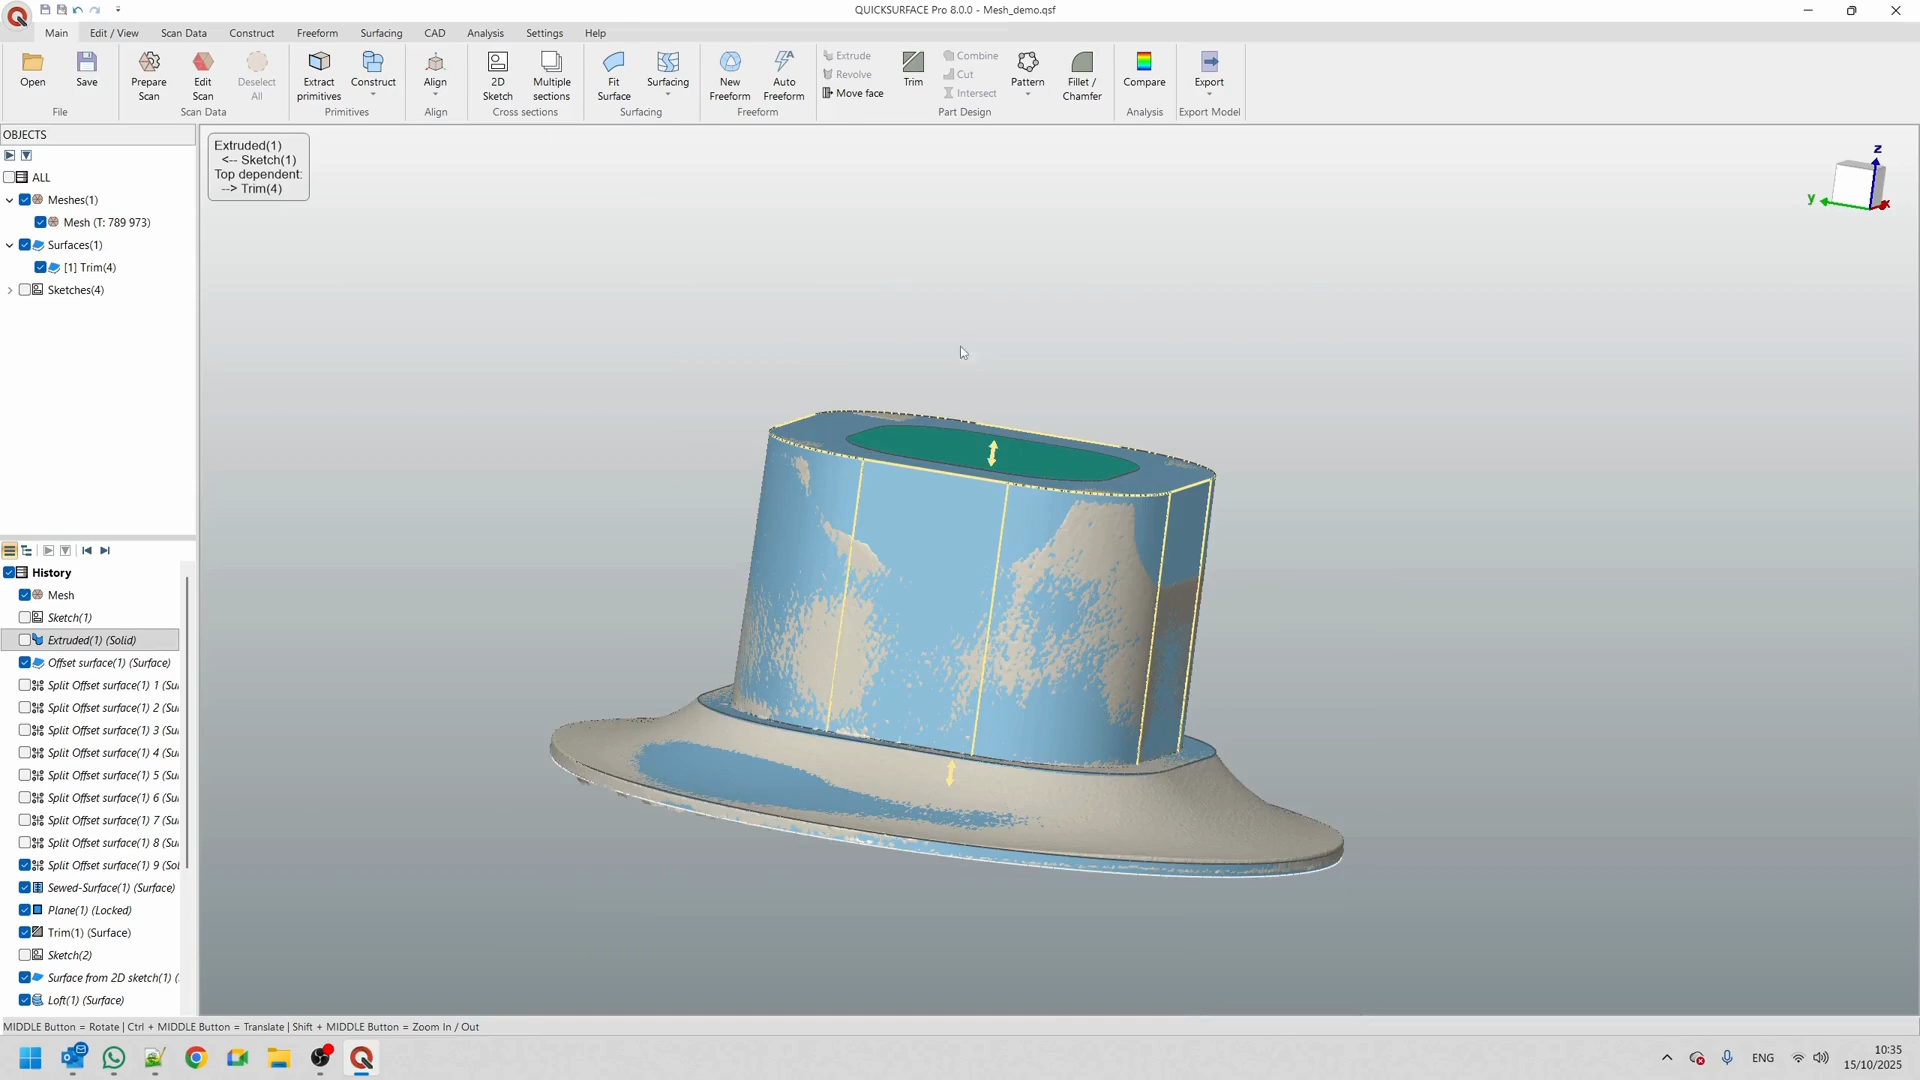 QUICKSURFACE Pro 8.0.0 - Mesh_demo.qsf
Main
Edit / View
Scan Data
Construct
Freeform
Surfacing
CAD
Analysis
Settings
Help
Open
Save
Prepare
Scan
Edit
Scan
Deselect
All
Extract
primitives
Construct
Align
2D
Sketch
Multiple
sections
Fit
Surface
Surfacing
New
Freeform
Auto
Freeform
Extrude
Revolve
Move face
Trim
Combine
Cut
Intersect
Pattern
Fillet /
Chamfer
Compare
Export
File
Scan Data
Primitives
Align
Cross sections
Surfacing
Freeform
Part Design
Analysis
Export Model
OBJECTS
ALL
Meshes(1)
Mesh (T: 789 973)
Surfaces(1)
[1] Trim(4)
Sketches(4)
Extruded(1)
<-- Sketch(1)
Top dependent:
--> Trim(4)
z
y
x
History
Mesh
Sketch(1)
Extruded(1) (Solid)
Offset surface(1) (Surface)
Split Offset surface(1) 1 (Su
Split Offset surface(1) 2 (Su
Split Offset surface(1) 3 (Su
Split Offset surface(1) 4 (Su
Split Offset surface(1) 5 (Su
Split Offset surface(1) 6 (Su
Split Offset surface(1) 7 (Su
Split Offset surface(1) 8 (Su
Split Offset surface(1) 9 (Sol
Sewed-Surface(1) (Surface)
Plane(1) (Locked)
Trim(1) (Surface)
Sketch(2)
Surface from 2D sketch(1) (
Loft(1) (Surface)
MIDDLE Button = Rotate | Ctrl + MIDDLE Button = Translate | Shift + MIDDLE Button = Zoom In / Out
ENG
10:35
15/10/2025